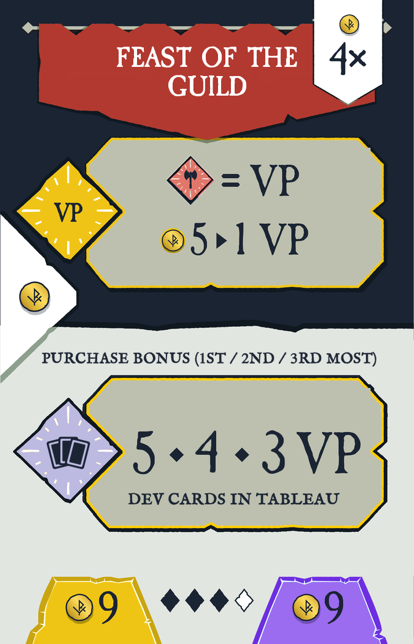 4×
FEAST OF THE
GUILD
= VP
VP
5▸1 VP
PURCHASE BONUS (1ST / 2ND / 3RD MOST)
5 ◆ 4 ◆ 3 VP
DEV CARDS IN TABLEAU
9
9